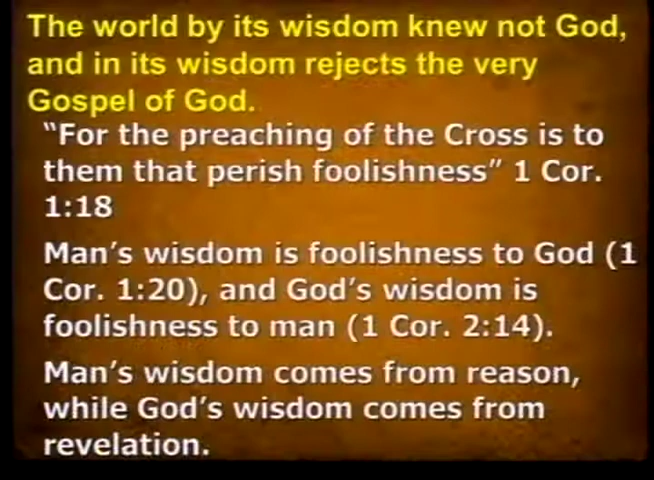 The world by its wisdom knew not God,
and in its wisdom rejects the very
Gospel of God.
“For the preaching of the Cross is to
them that perish foolishness” 1 Cor.
1:18
Man’s wisdom is foolishness to God (1
Cor. 1:20), and God’s wisdom is
foolishness to man (1 Cor. 2:14).
Man’s wisdom comes from reason,
while God’s wisdom comes from
revelation.